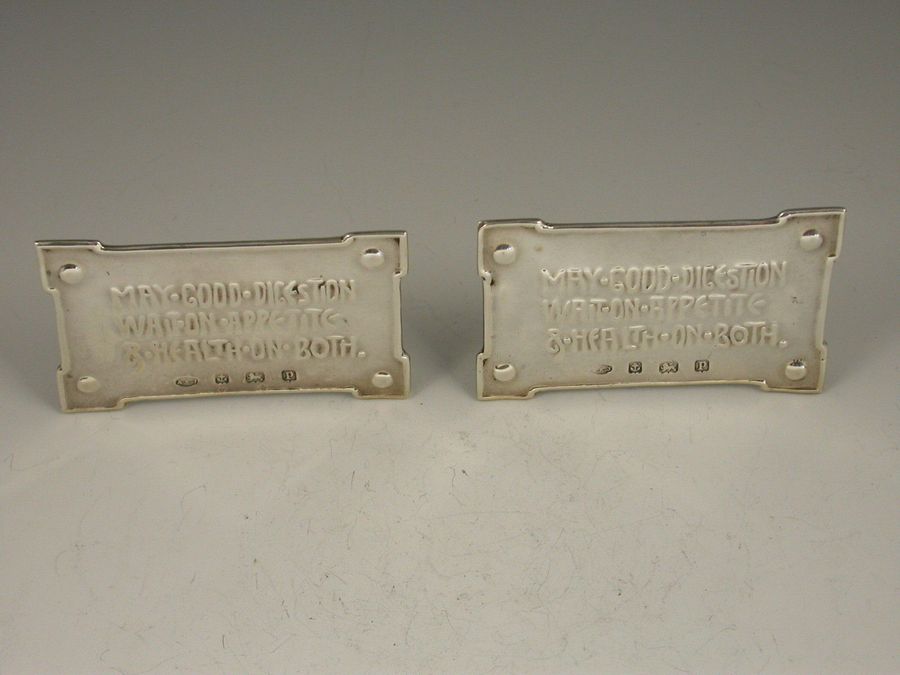 MAY·GOOD·DIGESTION
WAIT·ON·APPETITE·
&·HEALTH·ON·BOTH.
MAY·GOOD·DIGESTION
WAIT·ON·APPETITE
&·HEALTH·ON·BOTH.